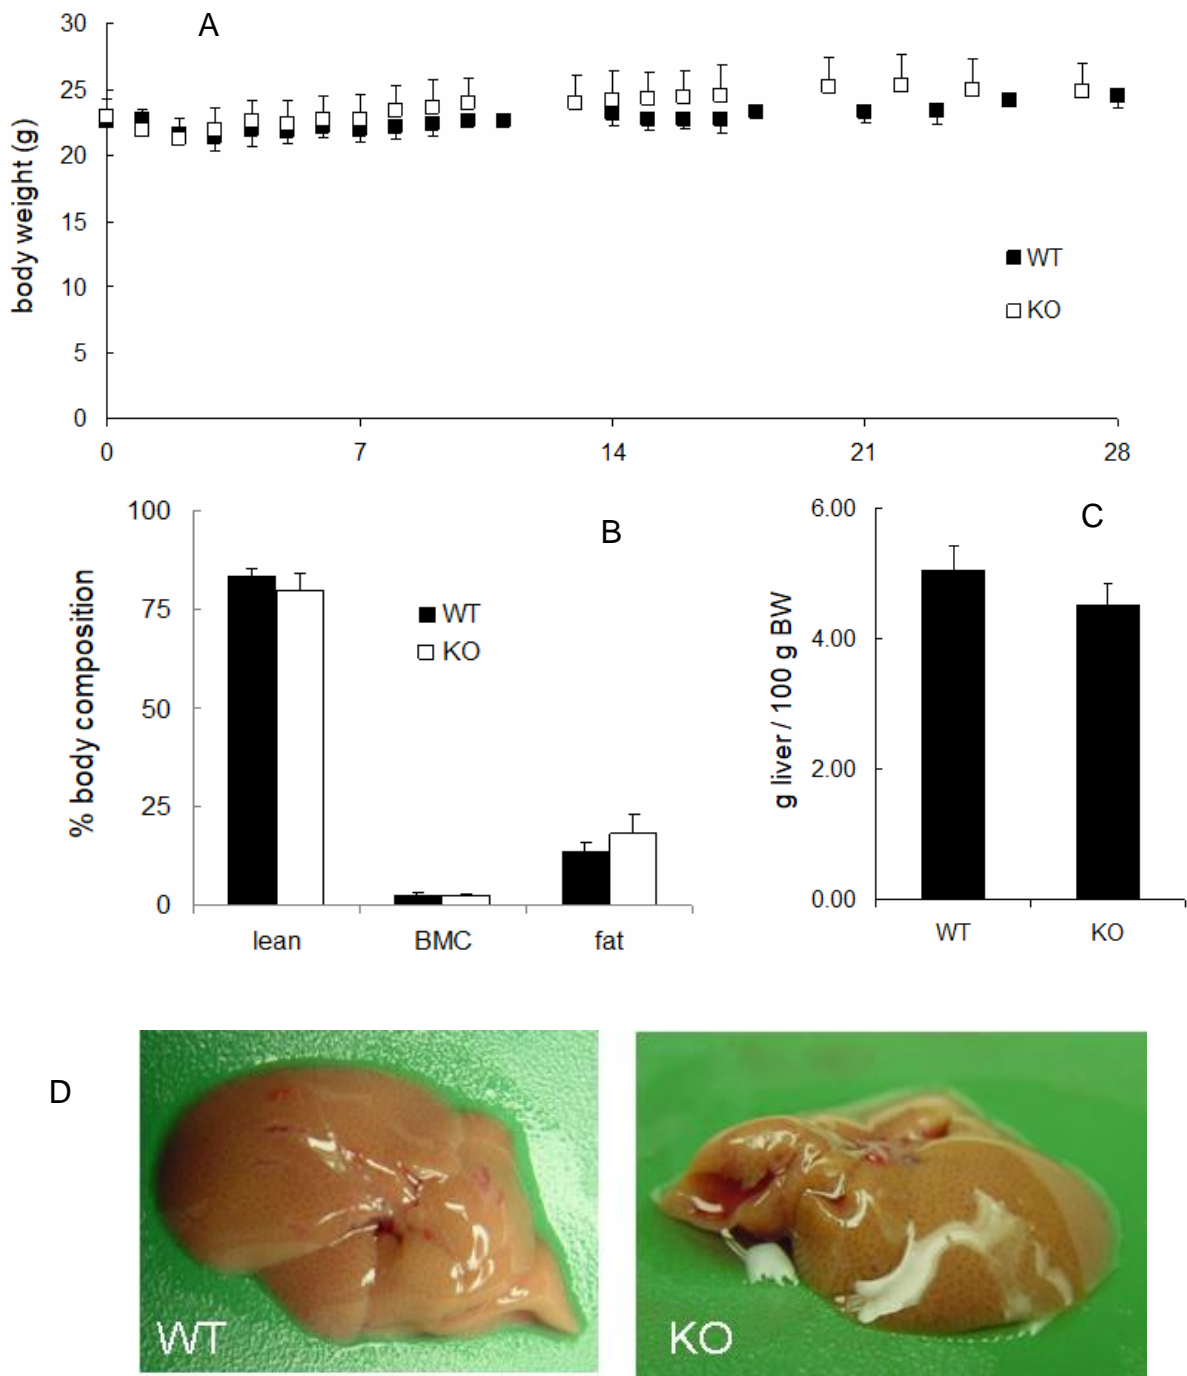 A
30
25
20
15
10
5
0
body weight (g)
WT
KO
0 7 14 21 28
B
100
75
50
25
0
% body composition
WT
KO
lean BMC fat
C
6.00
4.00
2.00
0.00
g liver / 100 g BW
WT KO
D
WT
KO